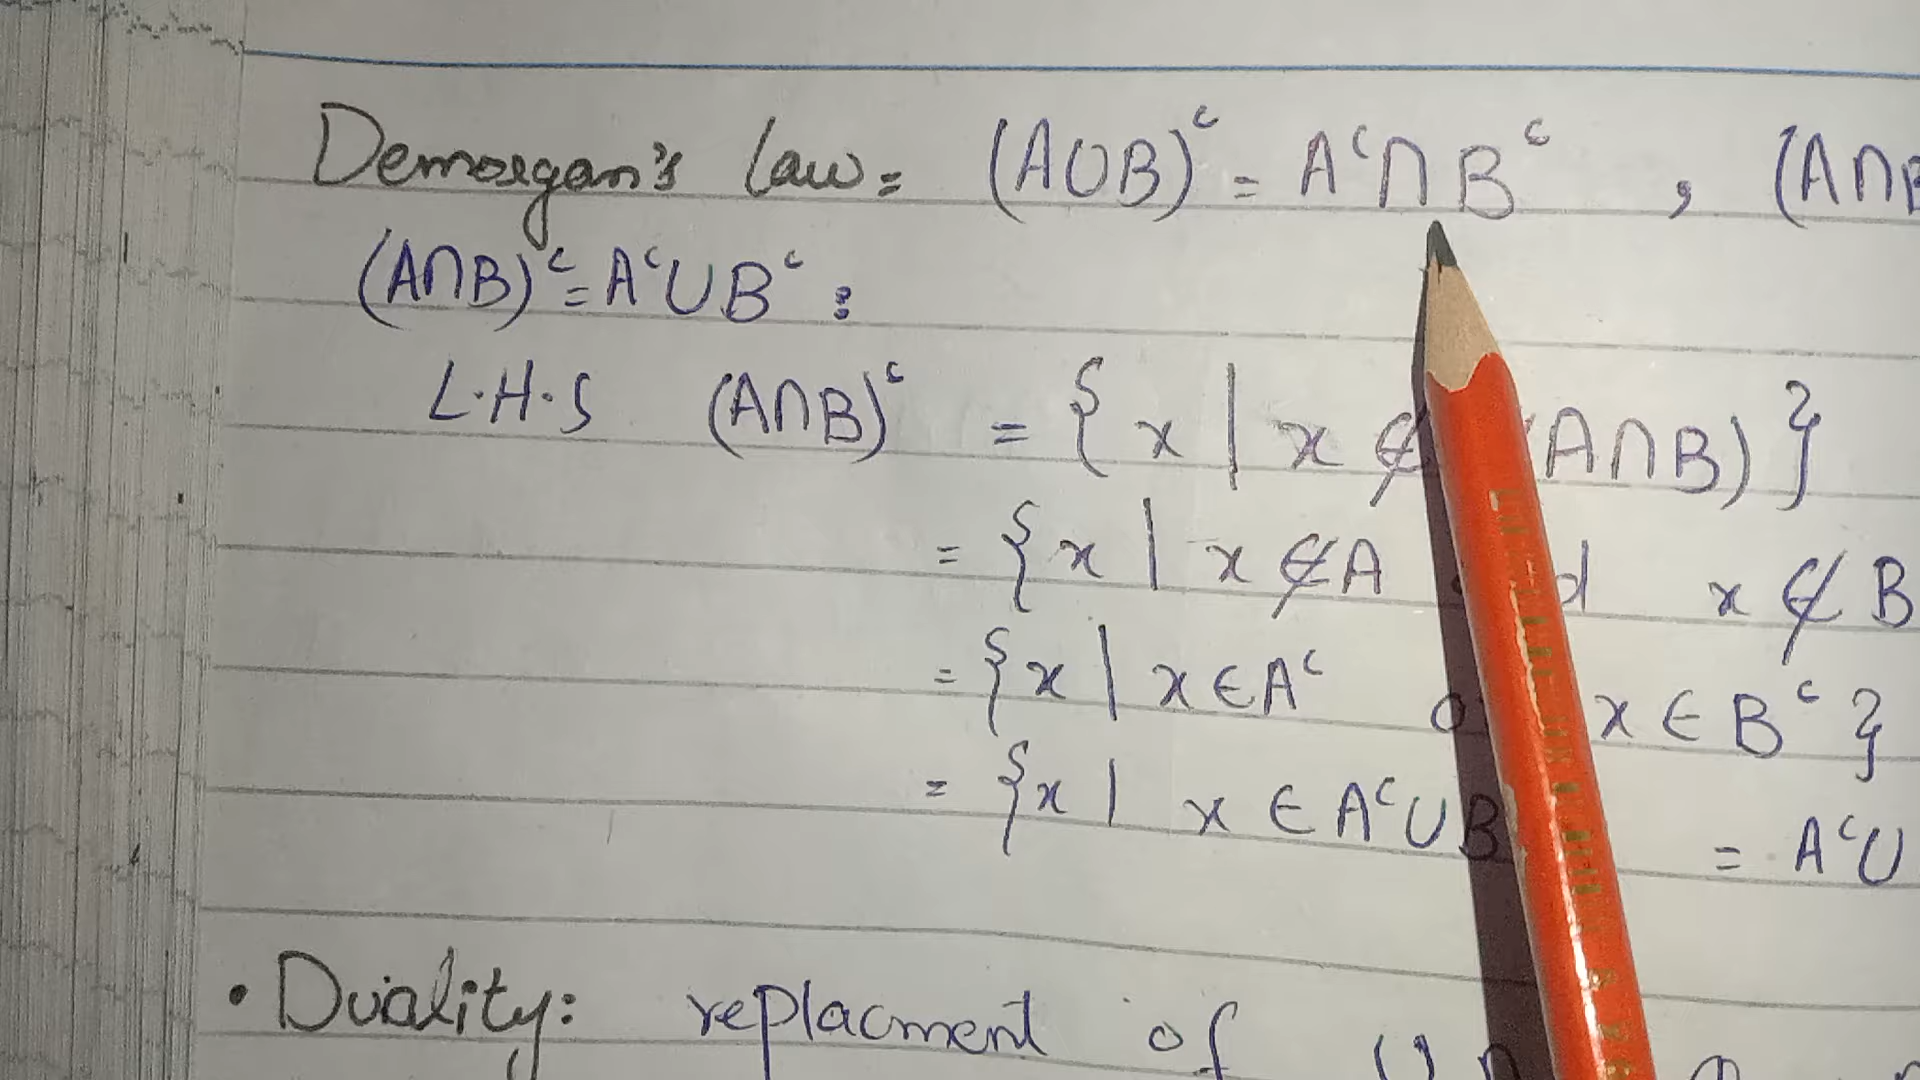 Demorgan's law = (A∪B)ᶜ = Aᶜ∩Bᶜ , (A∩B
(A∩B)ᶜ = Aᶜ∪Bᶜ :
L.H.S (A∩B)ᶜ = {x | x ∉ (A∩B)}
= {x | x ∉ A x ∉ B
= {x | x ∈ Aᶜ x ∈ Bᶜ}
= {x | x ∈ Aᶜ∪B = Aᶜ∪
• Duality: replacment of ∪